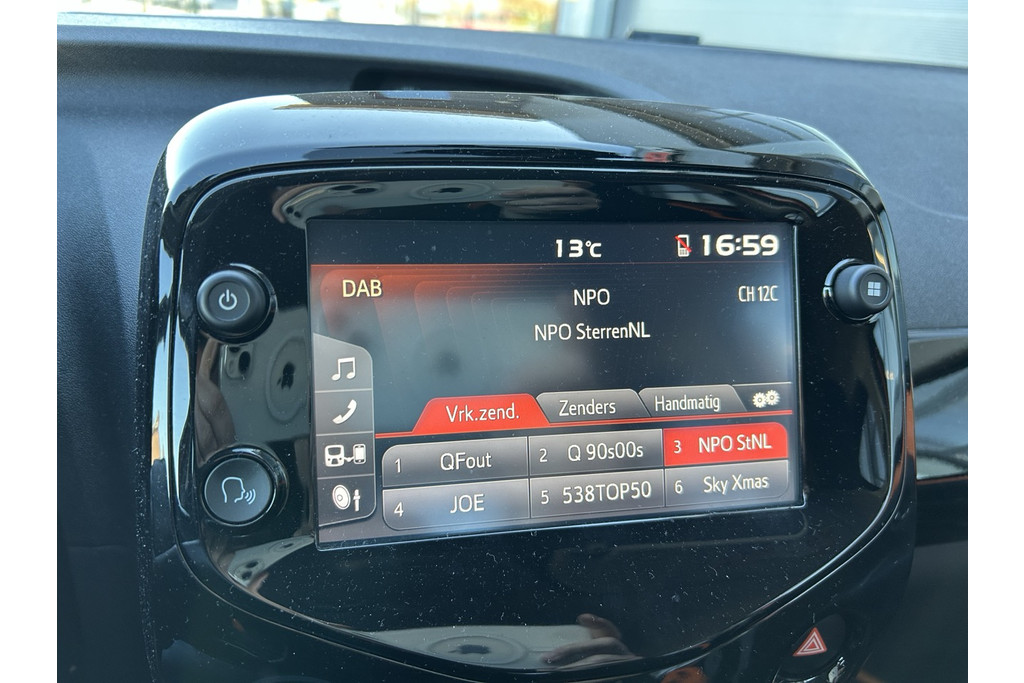 13°C 16:59
DAB NPO CH 12C
NPO SterrenNL
Vrk.zend. Zenders Handmatig
1 QFout 2 Q 90s00s 3 NPO StNL
4 JOE 5 538TOP50 6 Sky Xmas